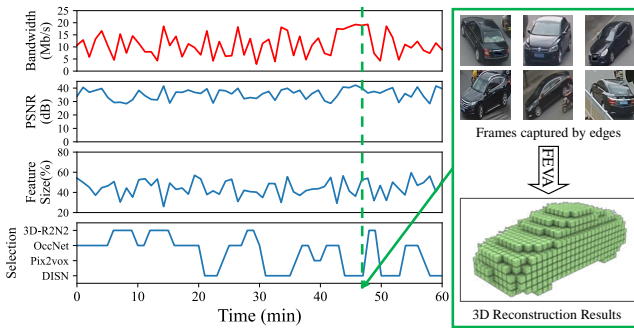 Bandwidth
(Mb/s)
25
20
15
10
5
0
PSNR
(dB)
40
30
20
10
0
Feature
Size(%)
80
60
40
20
Selection
3D-R2N2
OccNet
Pix2vox
DISN
0
10
20
30
40
50
60
Time (min)
Frames captured by edges
FEVA
3D Reconstruction Results